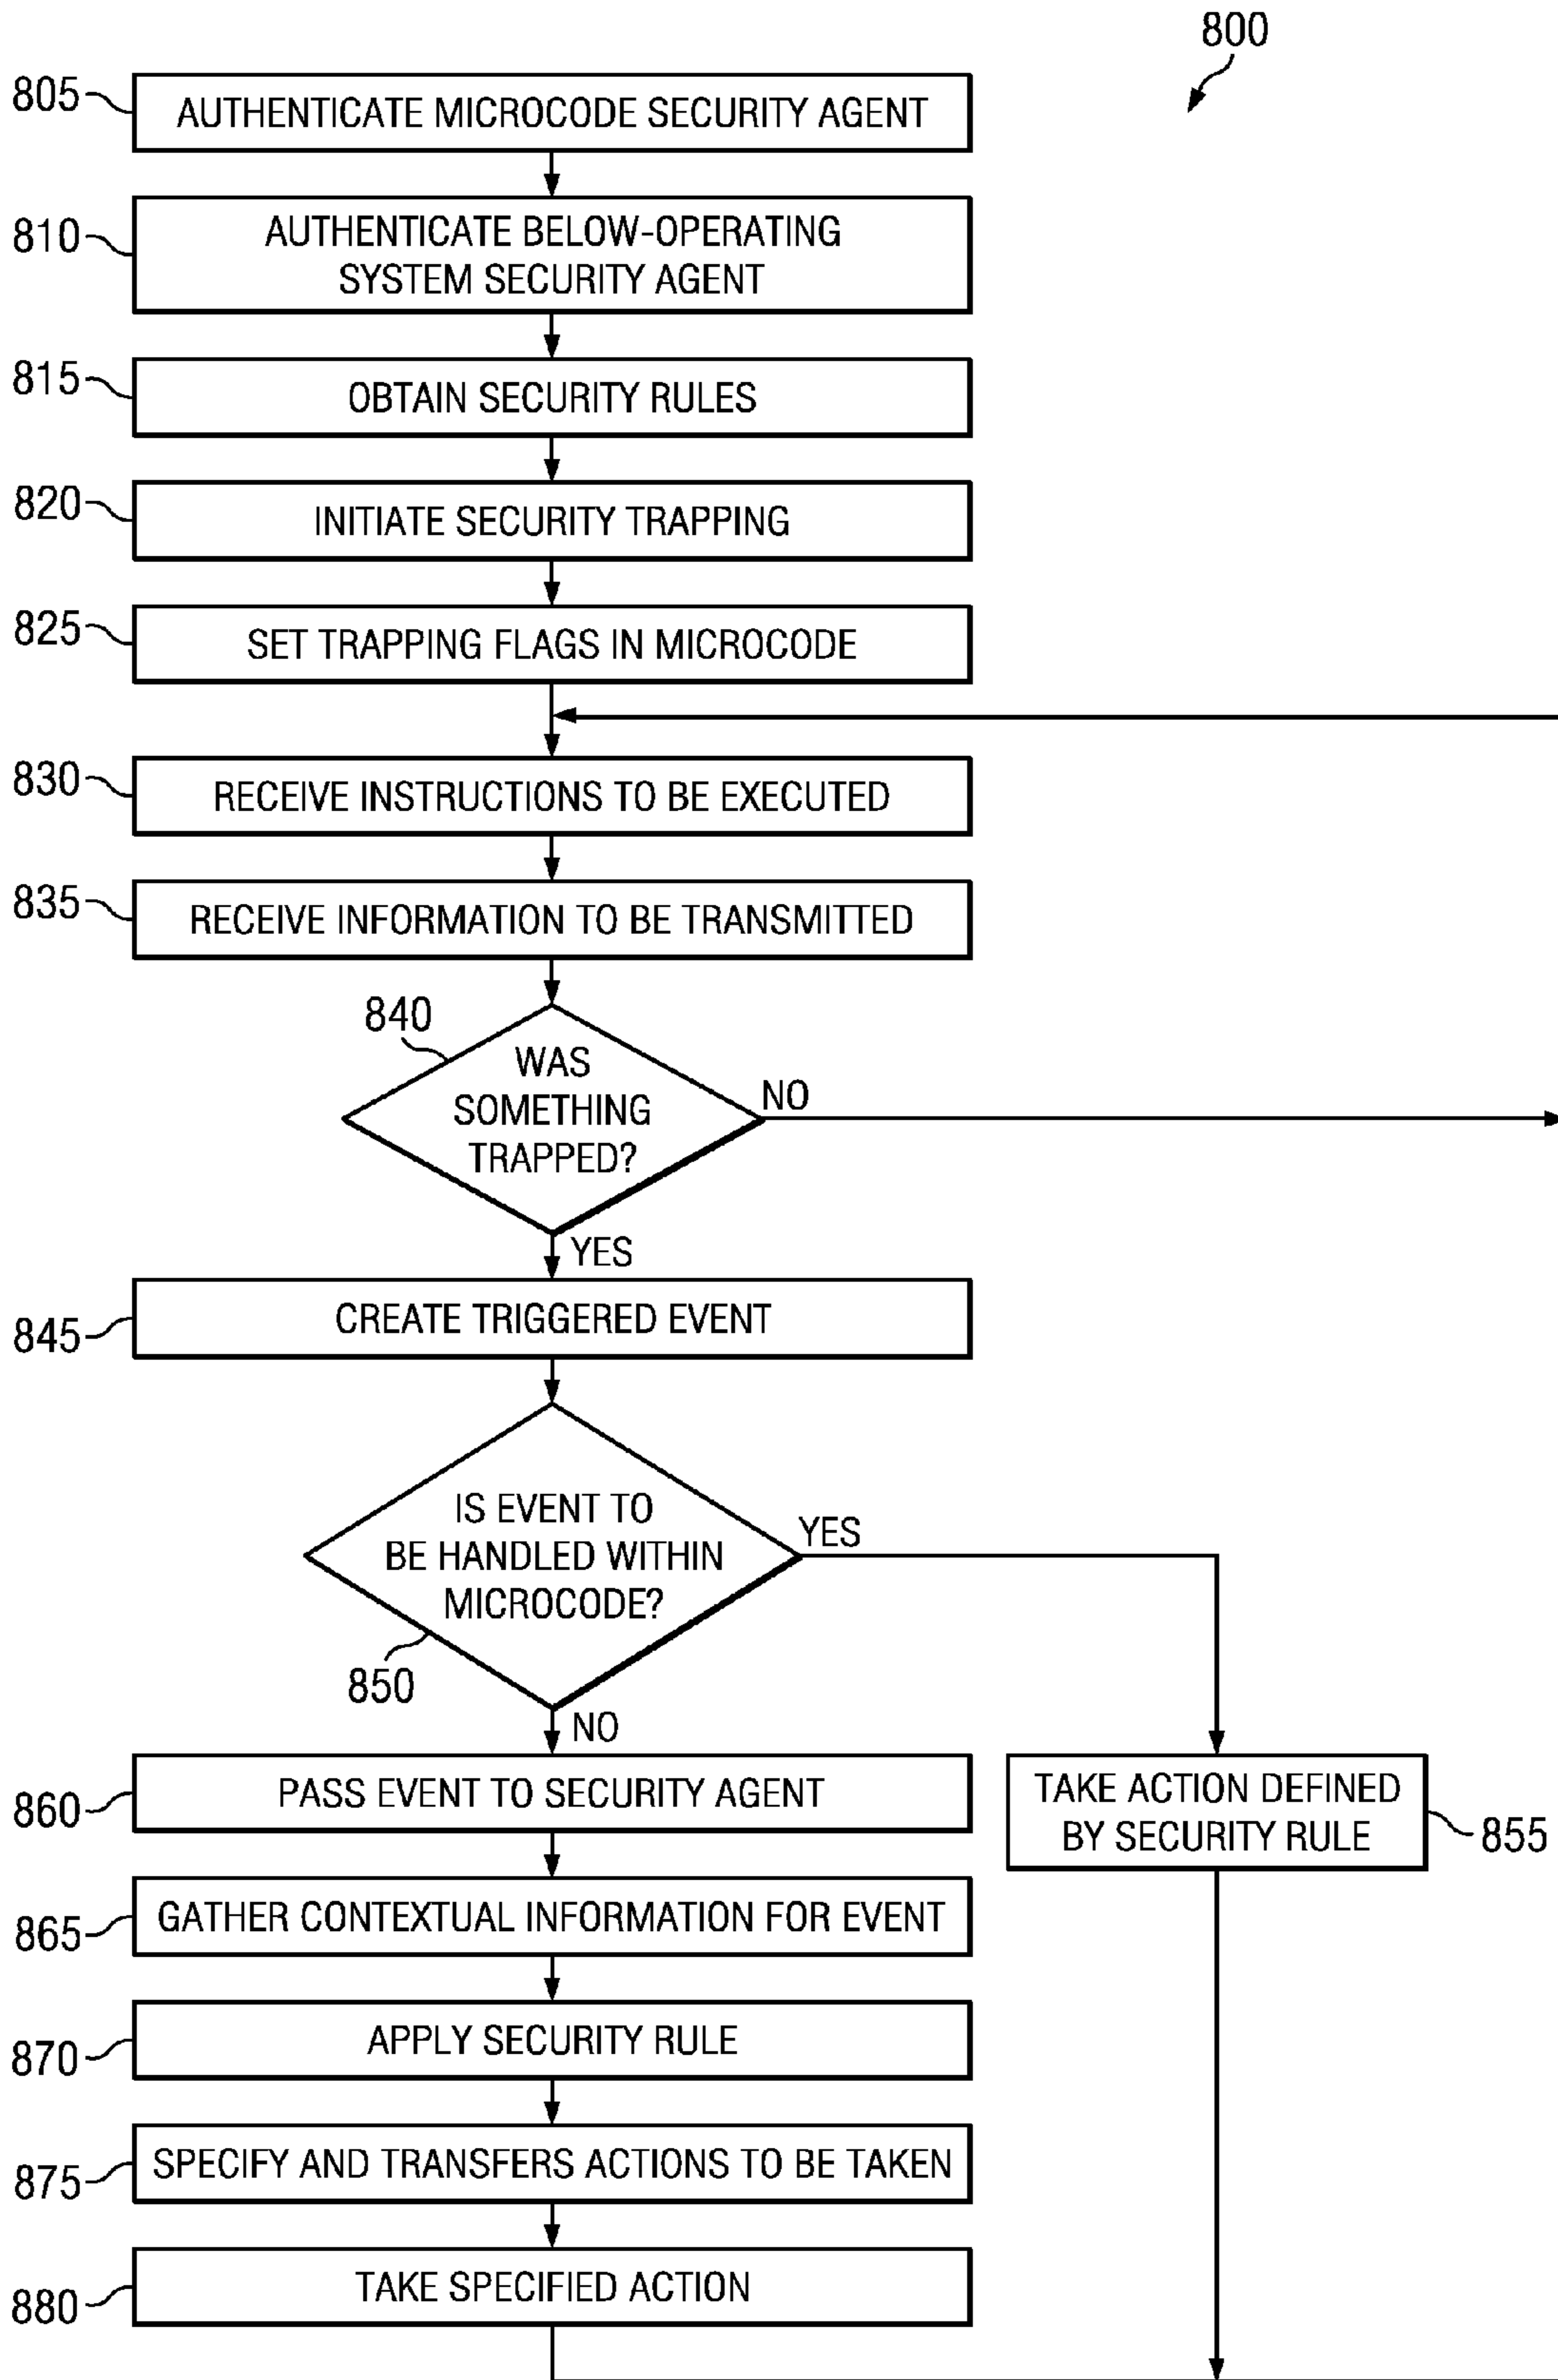 800
805
AUTHENTICATE MICROCODE SECURITY AGENT
810
AUTHENTICATE BELOW-OPERATING
SYSTEM SECURITY AGENT
815
OBTAIN SECURITY RULES
820
INITIATE SECURITY TRAPPING
825
SET TRAPPING FLAGS IN MICROCODE
830
RECEIVE INSTRUCTIONS TO BE EXECUTED
835
RECEIVE INFORMATION TO BE TRANSMITTED
840
WAS
SOMETHING
TRAPPED?
NO
YES
845
CREATE TRIGGERED EVENT
IS EVENT TO
BE HANDLED WITHIN
MICROCODE?
YES
850
NO
860
PASS EVENT TO SECURITY AGENT
TAKE ACTION DEFINED
BY SECURITY RULE
855
865
GATHER CONTEXTUAL INFORMATION FOR EVENT
870
APPLY SECURITY RULE
875
SPECIFY AND TRANSFERS ACTIONS TO BE TAKEN
880
TAKE SPECIFIED ACTION